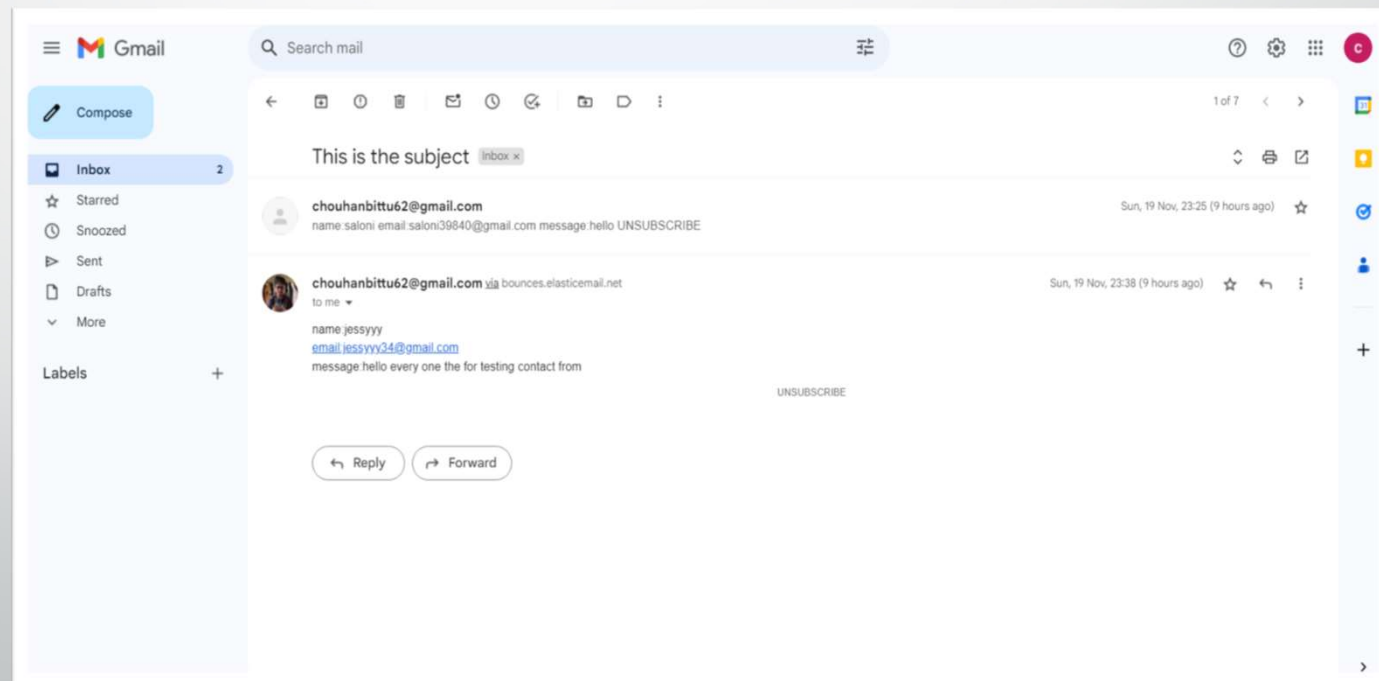 Gmail
Search mail
C
Compose
1 of 7
31
This is the subject Inbox ×
Inbox 2
Starred
Snoozed
Sent
Drafts
More
Labels
chouhanbittu62@gmail.com
Sun, 19 Nov, 23:25 (9 hours ago)
name:saloni email:saloni39840@gmail.com message:hello UNSUBSCRIBE
chouhanbittu62@gmail.com via bounces.elasticemail.net
Sun, 19 Nov, 23:38 (9 hours ago)
to me
name:jessyyy
email:jessyyy34@gmail.com
message:hello every one the for testing contact from
UNSUBSCRIBE
Reply
Forward